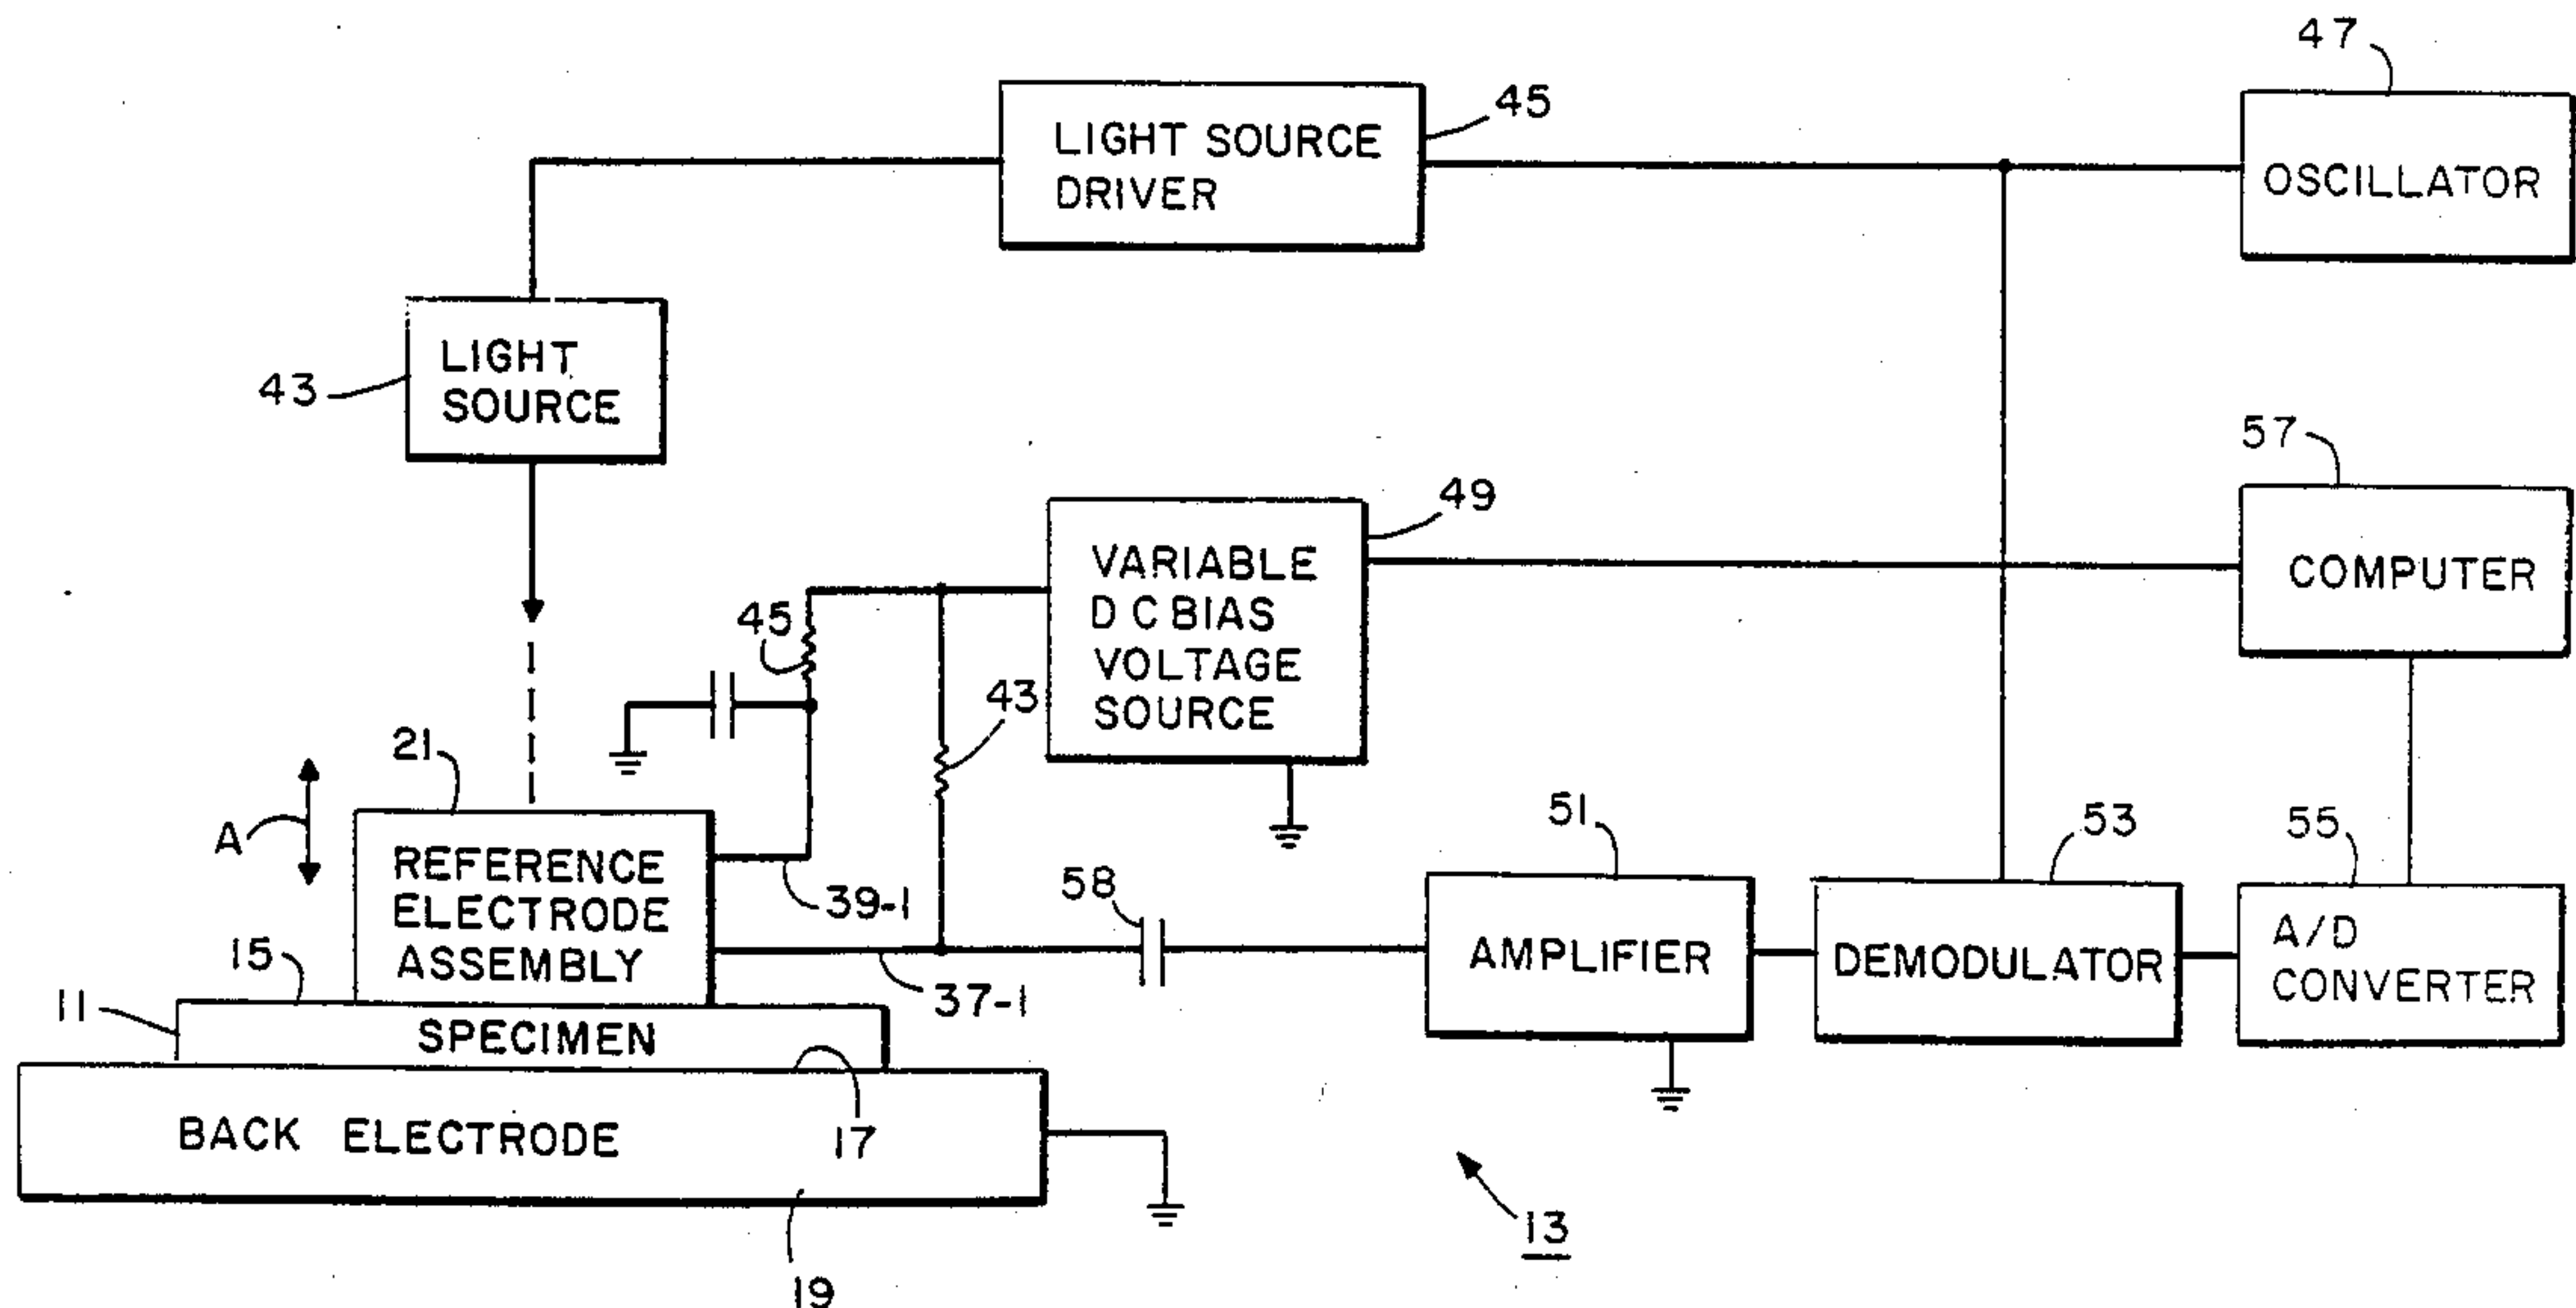 47
45
LIGHT SOURCE
DRIVER
OSCILLATOR
43
LIGHT
SOURCE
57
49
VARIABLE
D C BIAS
VOLTAGE
SOURCE
COMPUTER
45
43
21
A
REFERENCE
ELECTRODE
ASSEMBLY
39-1
37-1
58
51
AMPLIFIER
53
DEMODULATOR
55
A/D
CONVERTER
15
11
SPECIMEN
BACK ELECTRODE
17
19
13